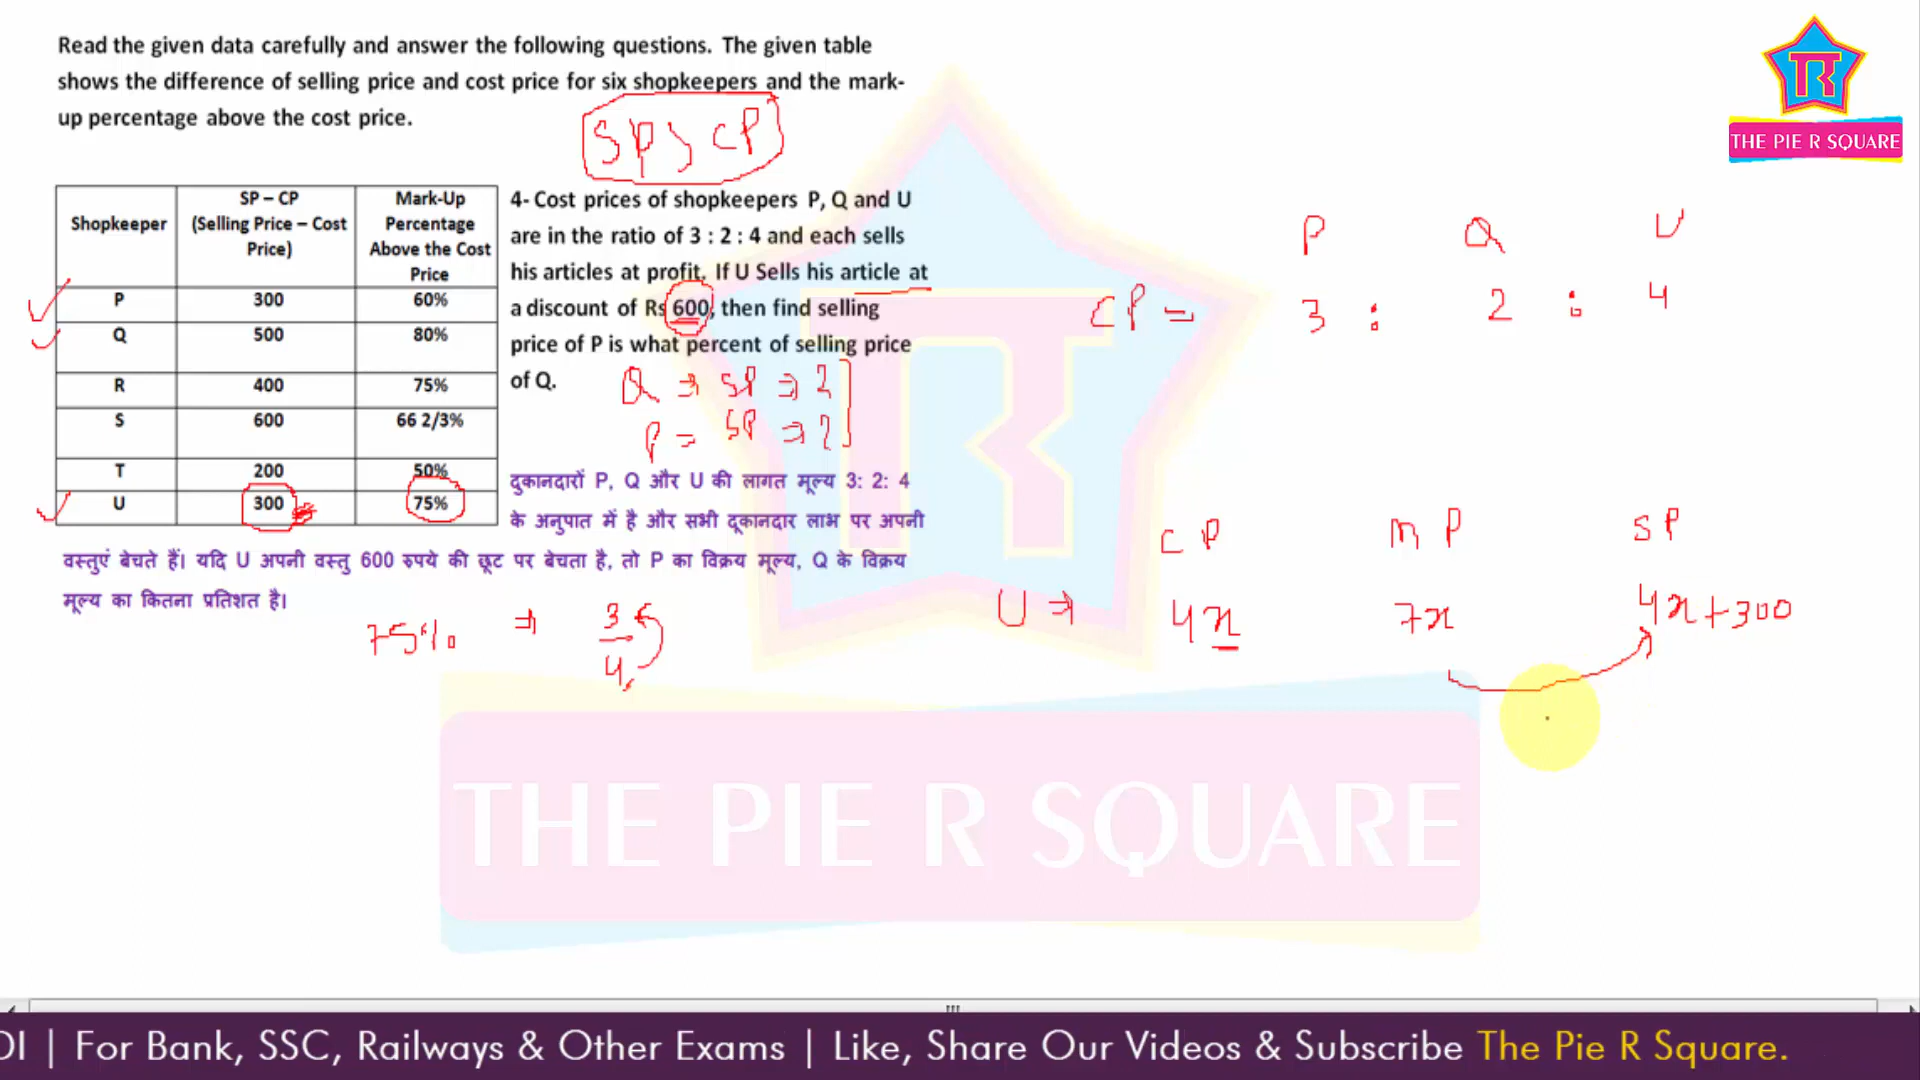 Read the given data carefully and answer the following questions. The given table
shows the difference of selling price and cost price for six shopkeepers and the mark-
up percentage above the cost price.
SP > CP
THE PIE R SQUARE
Shopkeeper
SP – CP
(Selling Price – Cost
Price)
Mark-Up
Percentage
Above the Cost
Price
P 300 60%
Q 500 80%
R 400 75%
S 600 66 2/3%
T 200 50%
U 300 75%
4- Cost prices of shopkeepers P, Q and U
are in the ratio of 3 : 2 : 4 and each sells
his articles at profit. If U Sells his article at
a discount of Rs 600, then find selling
price of P is what percent of selling price
of Q.
Q ⇒ SP ⇒ ?
P = SP ⇒ ?
दुकानदारों P, Q और U की लागत मूल्य 3: 2: 4
के अनुपात में है और सभी दूकानदार लाभ पर अपनी
वस्तुएं बेचते हैं। यदि U अपनी वस्तु 600 रुपये की छूट पर बेचता है, तो P का विक्रय मूल्य, Q के विक्रय
मूल्य का कितना प्रतिशत है।
P Q U
CP = 3 : 2 : 4
CP MP SP
U ⇒ 4x 7x 4x+300
75% ⇒ 3/4
THE PIE R SQUARE
DI | For Bank, SSC, Railways & Other Exams | Like, Share Our Videos & Subscribe The Pie R Square.